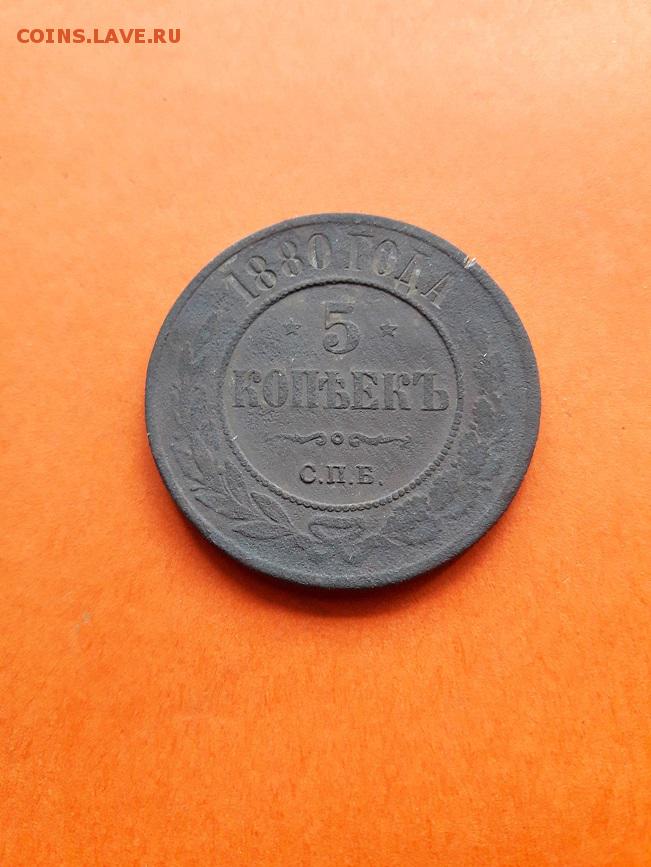 COINS.LAVE.RU
1880 ГОДА
5
КОПѢЕКЪ
С.П.Б.